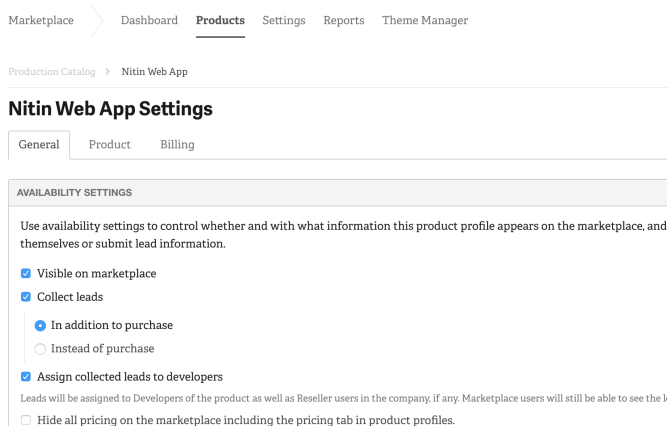 Marketplace Dashboard Products Settings Reports Theme Manager
Production Catalog > Nitin Web App
Nitin Web App Settings
General Product Billing
AVAILABILITY SETTINGS
Use availability settings to control whether and with what information this product profile appears on the marketplace, and
themselves or submit lead information.
Visible on marketplace
Collect leads
In addition to purchase
Instead of purchase
Assign collected leads to developers
Leads will be assigned to Developers of the product as well as Reseller users in the company, if any. Marketplace users will still be able to see the
Hide all pricing on the marketplace including the pricing tab in product profiles.